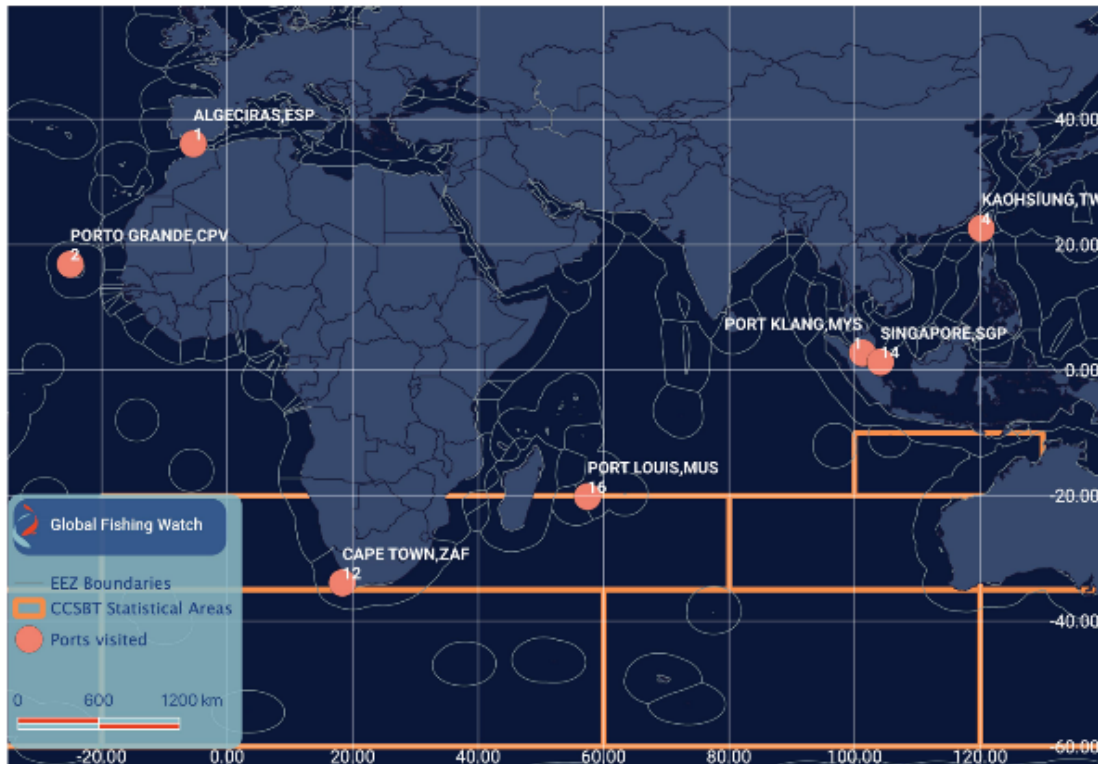 ALGECIRAS,ESP
1
40.00
KAOHSIUNG,TW
4
PORTO GRANDE,CPV
2
20.00
PORT KLANG,MYS
1
SINGAPORE,SGP
14
0.00
PORT LOUIS,MUS
16
-20.00
Global Fishing Watch
CAPE TOWN,ZAF
12
EEZ Boundaries
CCSBT Statistical Areas
Ports visited
-40.00
0 600 1200 km
-60.00
-20.00 0.00 20.00 40.00 60.00 80.00 100.00 120.00